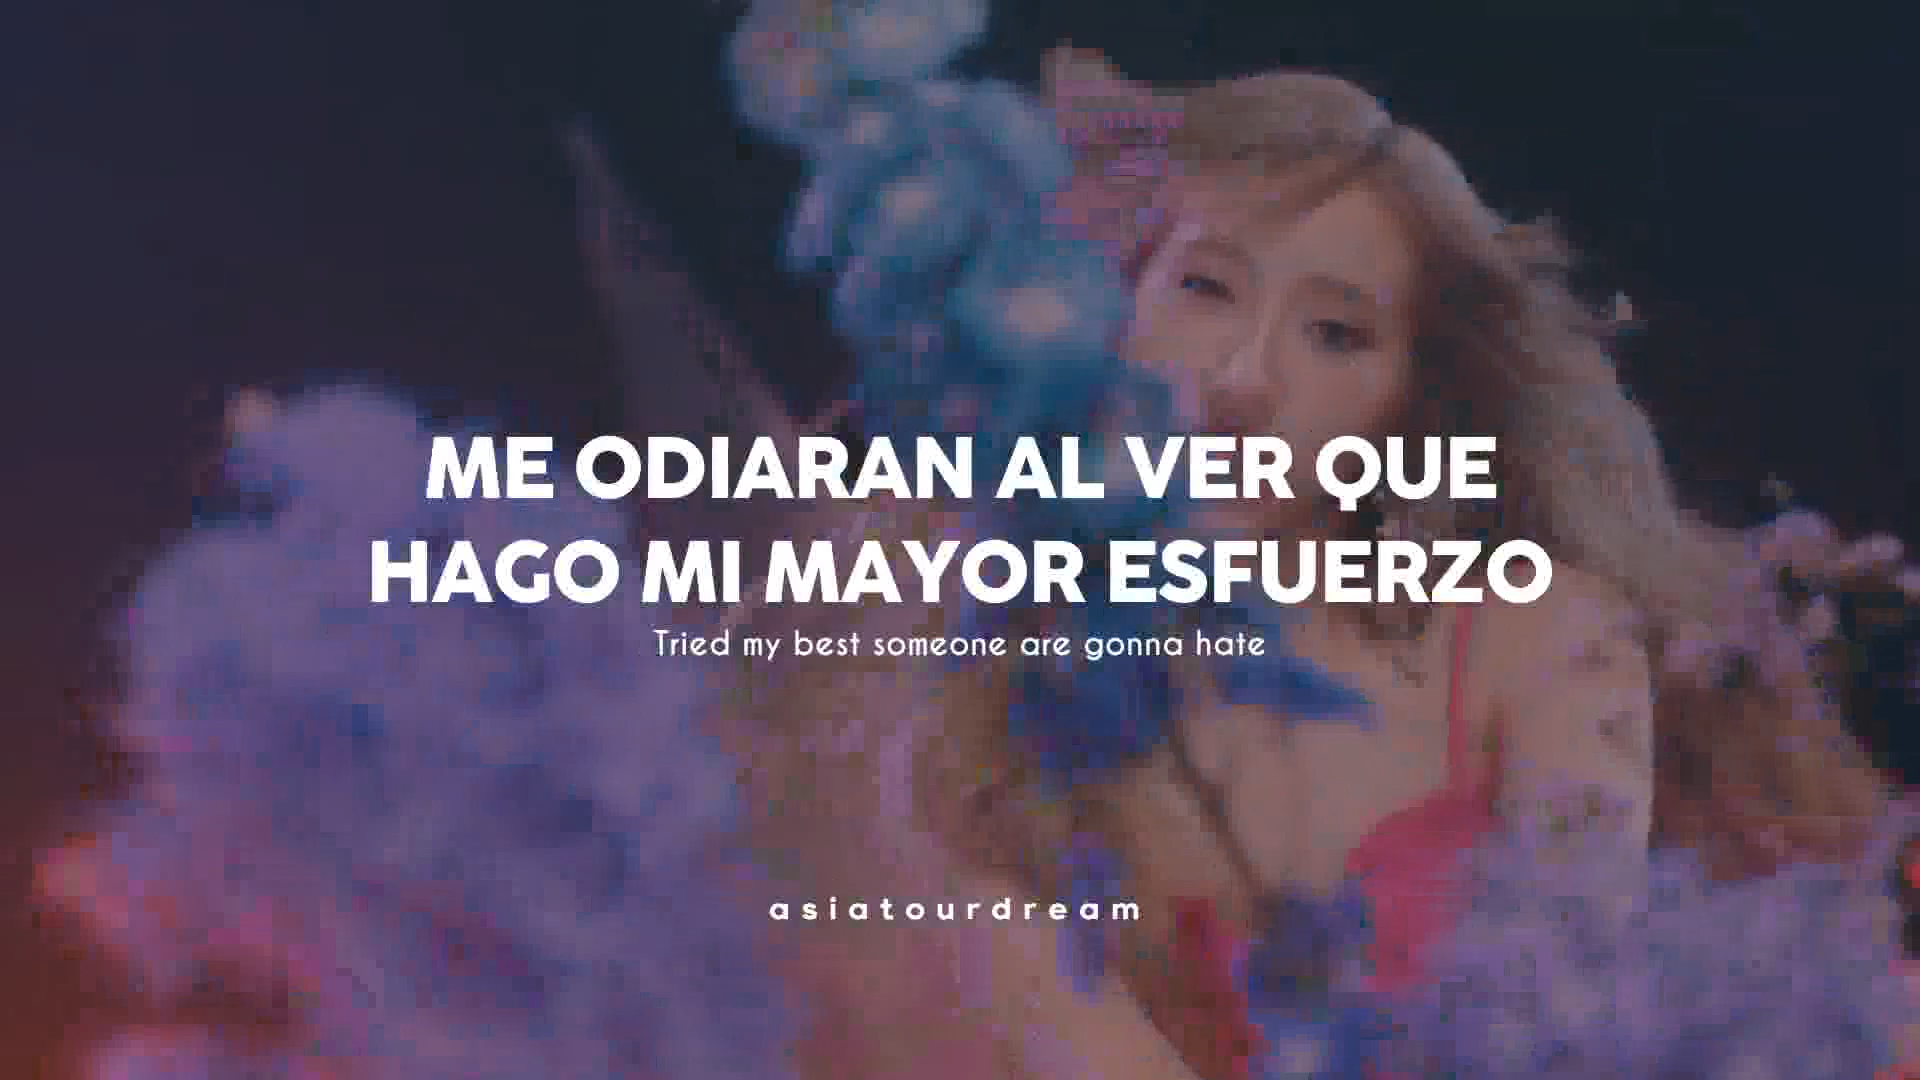 ME ODIARAN AL VER QUE
HAGO MI MAYOR ESFUERZO
Tried my best someone are gonna hate
asiatourdream